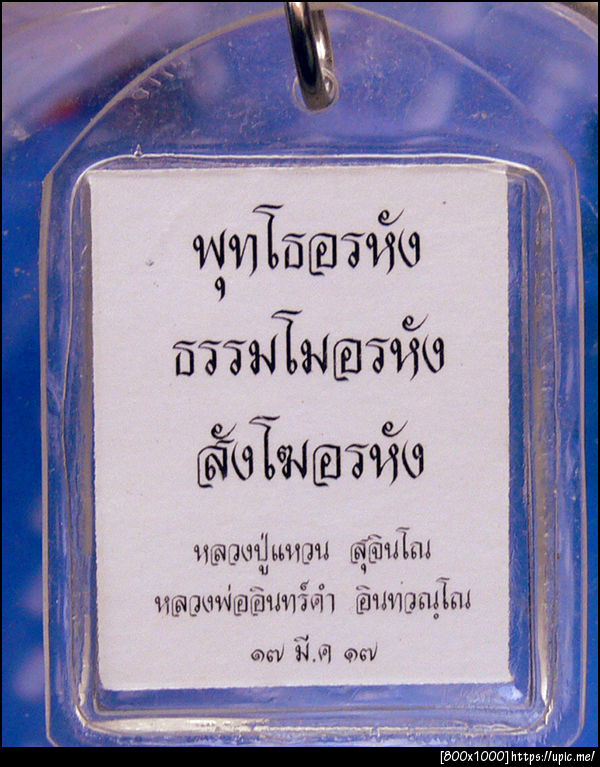 พุทโธอรหัง
ธรรมโมอรหัง
สังโฆอรหัง
หลวงปู่แหวน สุจินโณ
หลวงพ่ออินทร์คำ อินทวณฺโณ
๑๗ มี.ค ๑๗
[800x1000]https://upic.me/